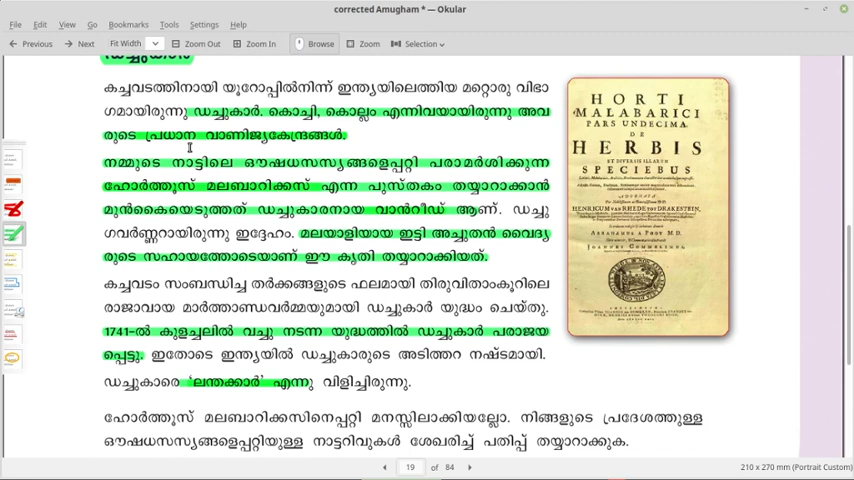 corrected Amugham * — Okular
File Edit View Go Bookmarks Tools Settings Help
Previous Next Fit Width Zoom Out Zoom In Browse Zoom Selection
ഡച്ചുകാർ
കച്ചവടത്തിനായി യൂറോപ്പിൽനിന്ന് ഇന്ത്യയിലെത്തിയ മറ്റൊരു വിഭാ
ഗമായിരുന്നു ഡച്ചുകാർ. കൊച്ചി, കൊല്ലം എന്നിവയായിരുന്നു അവ
രുടെ പ്രധാന വാണിജ്യകേന്ദ്രങ്ങൾ.
നമ്മുടെ നാട്ടിലെ ഔഷധസസ്യങ്ങളെപ്പറ്റി പരാമർശിക്കുന്ന
ഹോർത്തൂസ് മലബാറിക്കസ് എന്ന പുസ്തകം തയ്യാറാക്കാൻ
മുൻകൈയെടുത്തത് ഡച്ചുകാരനായ വാൻറീഡ് ആണ്. ഡച്ചു
ഗവർണ്ണറായിരുന്നു ഇദ്ദേഹം. മലയാളിയായ ഇട്ടി അച്ചുതൻ വൈദ്യ
രുടെ സഹായത്തോടെയാണ് ഈ കൃതി തയ്യാറാക്കിയത്.
കച്ചവടം സംബന്ധിച്ച തർക്കങ്ങളുടെ ഫലമായി തിരുവിതാംകൂറിലെ
രാജാവായ മാർത്താണ്ഡവർമ്മയുമായി ഡച്ചുകാർ യുദ്ധം ചെയ്തു.
1741-ൽ കുളച്ചലിൽ വച്ചു നടന്ന യുദ്ധത്തിൽ ഡച്ചുകാർ പരാജയ
പ്പെട്ടു. ഇതോടെ ഇന്ത്യയിൽ ഡച്ചുകാരുടെ അടിത്തറ നഷ്ടമായി.
ഡച്ചുകാരെ 'ലന്തക്കാർ' എന്നു വിളിച്ചിരുന്നു.
ഹോർത്തൂസ് മലബാറിക്കസിനെപ്പറ്റി മനസ്സിലാക്കിയല്ലോ. നിങ്ങളുടെ പ്രദേശത്തുള്ള
ഔഷധസസ്യങ്ങളെപ്പറ്റിയുള്ള നാട്ടറിവുകൾ ശേഖരിച്ച് പതിപ്പ് തയ്യാറാക്കുക.
HORTI
MALABARICI
PARS UNDECIMA
DE
HERBIS
ET DIVERSIS ILLARUM
SPECIEBUS
HENRICUM van RHEDE tot DRAKESTEIN,
JOANNES COMMELINUS,
19 of 84
210 x 270 mm (Portrait Custom)